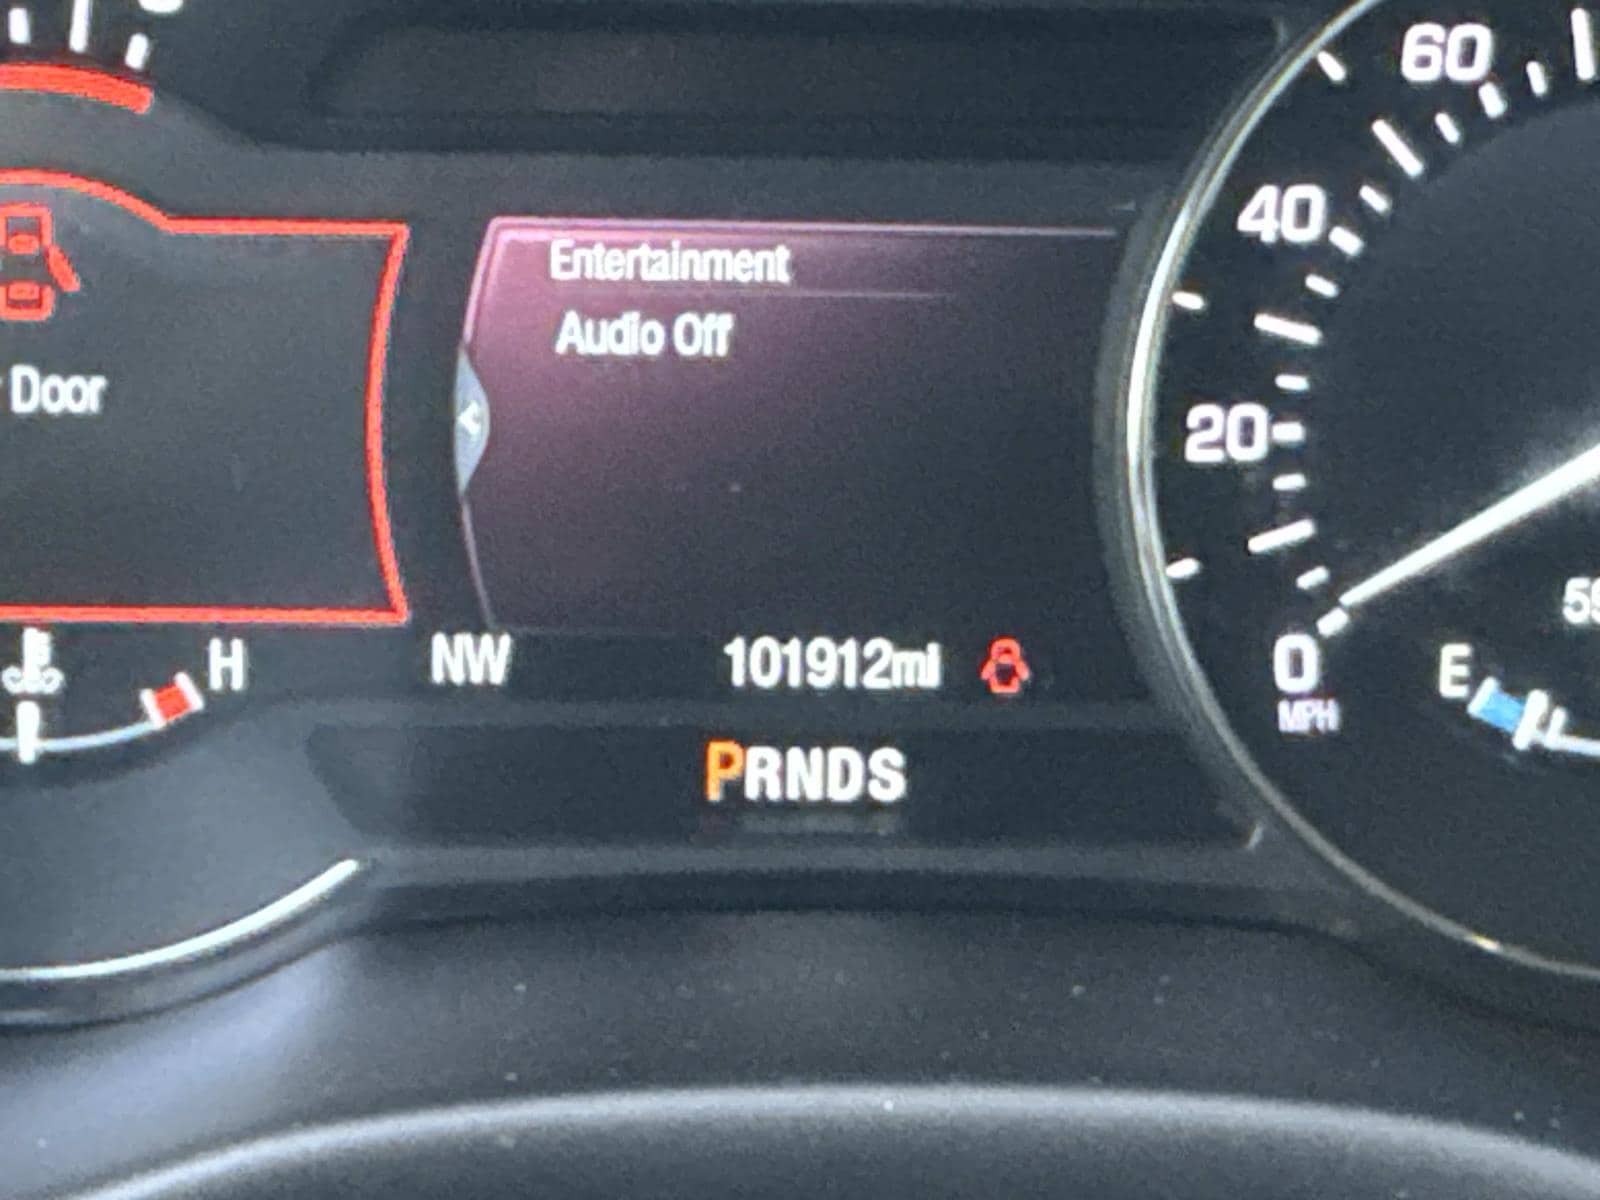 60
40
Entertainment
Audio Off
Door
20
H
NW
101912mi
0
MPH
E
PRNDS